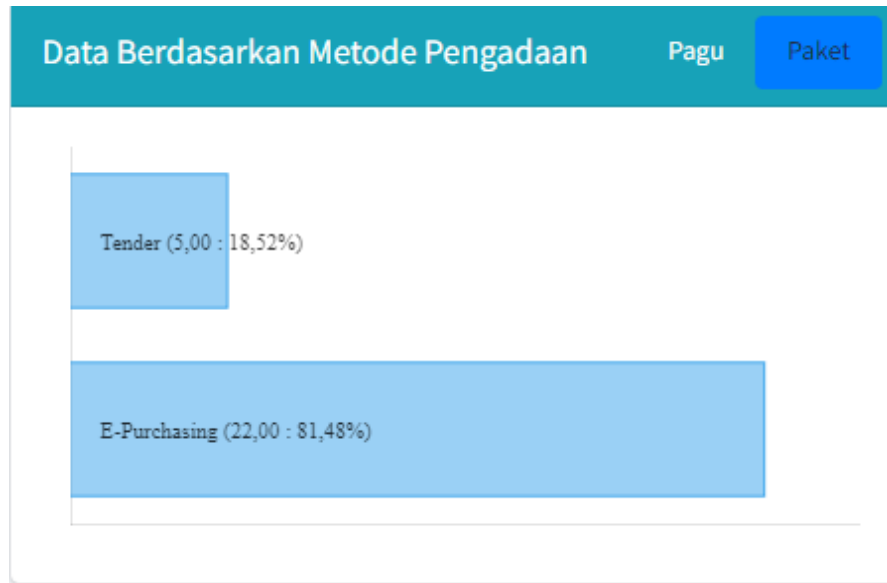 Data Berdasarkan Metode Pengadaan Pagu Paket
Tender (5,00 : 18,52%)
E-Purchasing (22,00 : 81,48%)